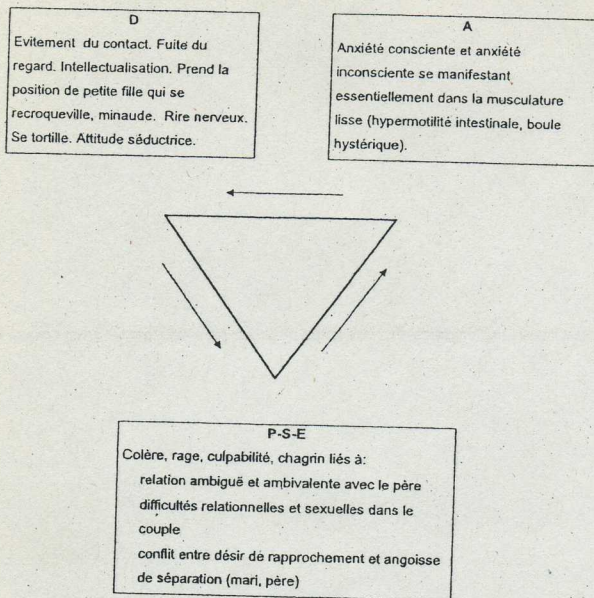 D
Evitement du contact. Fuite du
regard. Intellectualisation. Prend la
position de petite fille qui se
recroqueville, minaude. Rire nerveux.
Se tortille. Attitude séductrice.
A
Anxiété consciente et anxiété
inconsciente se manifestant
essentiellement dans la musculature
lisse (hypermotilité intestinale, boule
hystérique).
P-S-E
Colère, rage, culpabilité, chagrin liés à:
relation ambiguë et ambivalente avec le père
difficultés relationnelles et sexuelles dans le
couple
conflit entre désir de rapprochement et angoisse
de séparation (mari, père)